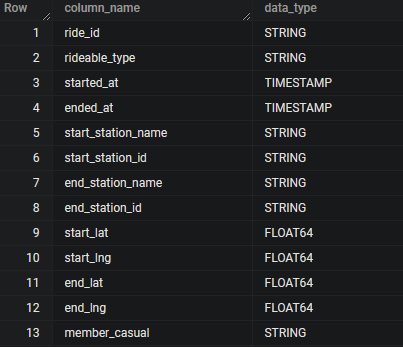 Row column_name data_type
1 ride_id STRING
2 rideable_type STRING
3 started_at TIMESTAMP
4 ended_at TIMESTAMP
5 start_station_name STRING
6 start_station_id STRING
7 end_station_name STRING
8 end_station_id STRING
9 start_lat FLOAT64
10 start_lng FLOAT64
11 end_lat FLOAT64
12 end_lng FLOAT64
13 member_casual STRING